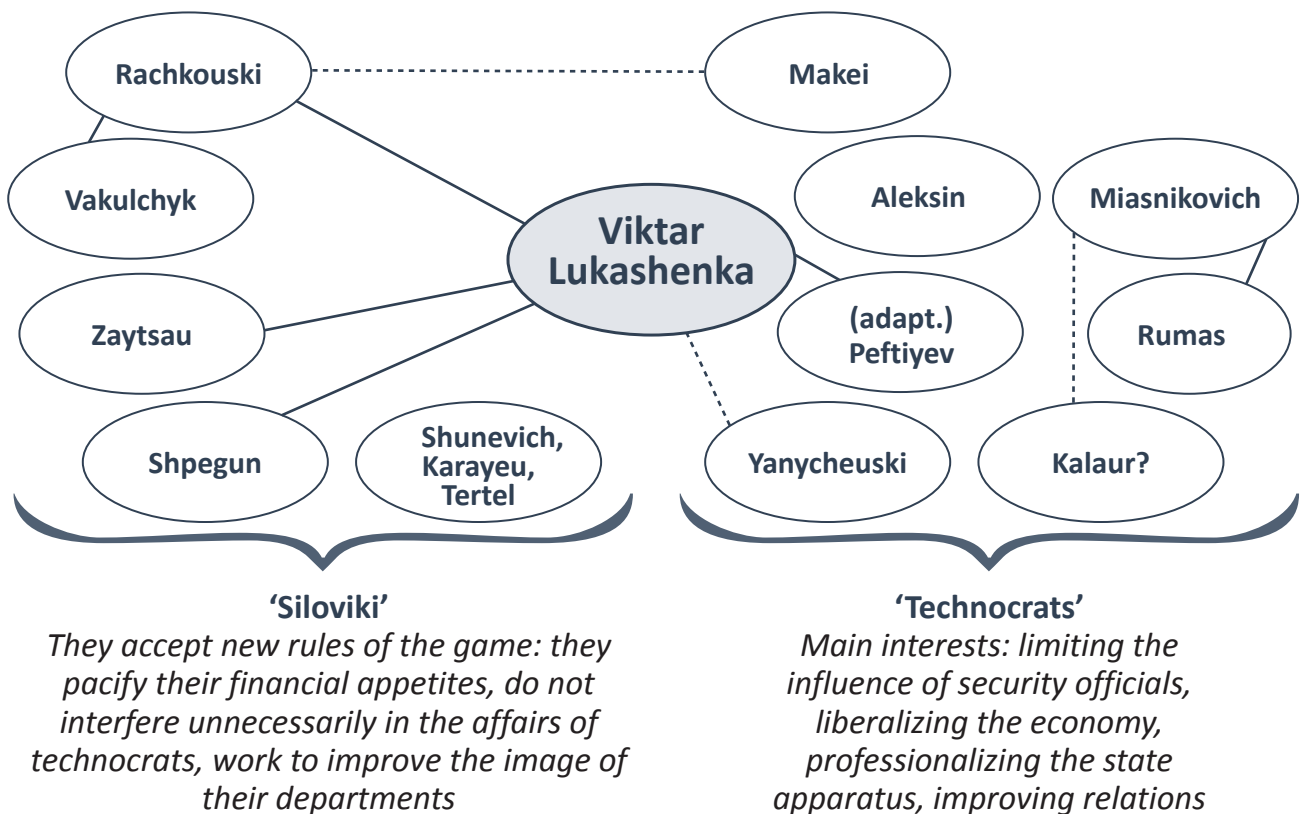 Rachkouski
Makei
Vakulchyk
Aleksin
Miasnikovich
Viktar
Lukashenka
Zaytsau
(adapt.)
Peftiyev
Rumas
Shpegun
Shunevich,
Karayeu,
Tertel
Yanycheuski
Kalaur?
‘Siloviki’
They accept new rules of the game: they
pacify their financial appetites, do not
interfere unnecessarily in the affairs of
technocrats, work to improve the image of
their departments
‘Technocrats’
Main interests: limiting the
influence of security officials,
liberalizing the economy,
professionalizing the state
apparatus, improving relations